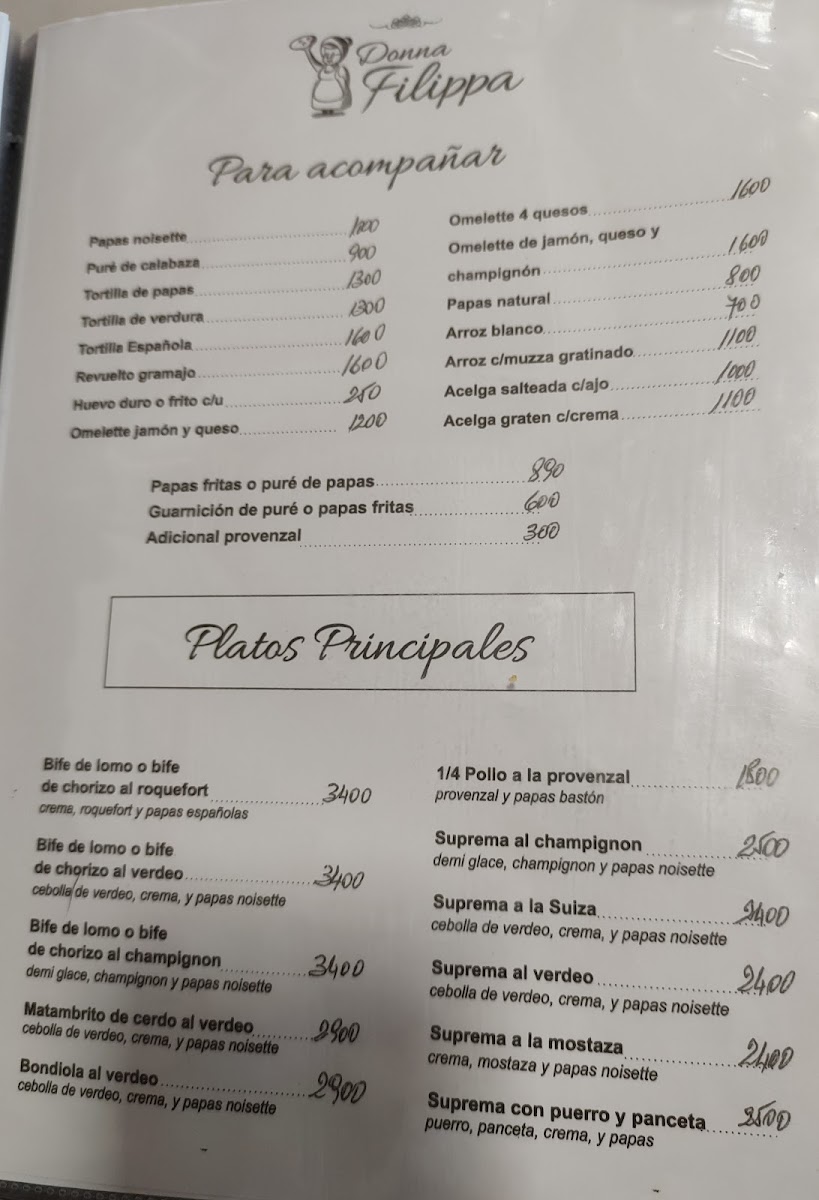 Donna
Filippa
Para acompañar
Papas noisette
Puré de calabaza 900
Tortilla de papas 1300
Tortilla de verdura 1300
Tortilla Española 1600
Revuelto gramajo 1600
Huevo duro o frito c/u 250
Omelette jamón y queso 1200
Omelette 4 quesos 1600
Omelette de jamón, queso y
champignón 1600
Papas natural 800
Arroz blanco 700
Arroz c/muzza gratinado 1100
Acelga salteada c/ajo 1000
Acelga graten c/crema 1100
Papas fritas o puré de papas 890
Guarnición de puré o papas fritas 600
Adicional provenzal 300
Platos Principales
Bife de lomo o bife
de chorizo al roquefort 3400
crema, roquefort y papas españolas
Bife de lomo o bife
de chorizo al verdeo 3400
cebolla de verdeo, crema, y papas noisette
Bife de lomo o bife
de chorizo al champignon 3400
demi glace, champignon y papas noisette
Matambrito de cerdo al verdeo 2900
cebolla de verdeo, crema, y papas noisette
Bondiola al verdeo 2900
cebolla de verdeo, crema, y papas noisette
1/4 Pollo a la provenzal 1800
provenzal y papas bastón
Suprema al champignon 2500
demi glace, champignon y papas noisette
Suprema a la Suiza 2400
cebolla de verdeo, crema, y papas noisette
Suprema al verdeo 2400
cebolla de verdeo, crema, y papas noisette
Suprema a la mostaza 2400
crema, mostaza y papas noisette
Suprema con puerro y panceta 2500
puerro, panceta, crema, y papas